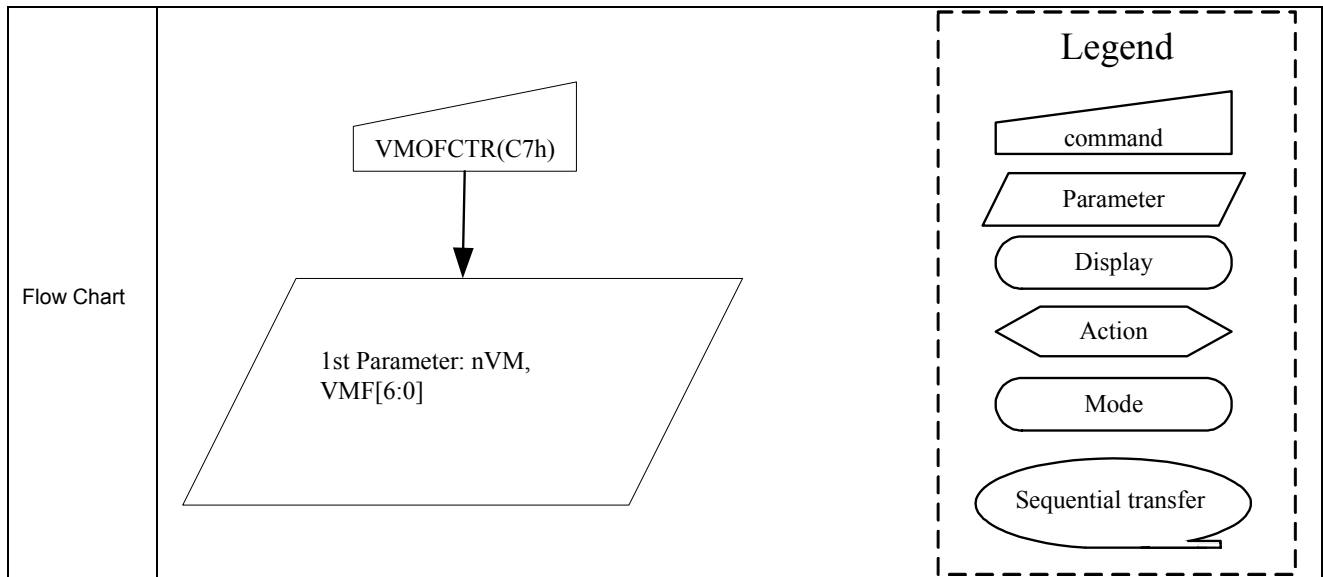 Flow Chart
VMOFCTR(C7h)
1st Parameter: nVM,
VMF[6:0]
Legend
command
Parameter
Display
Action
Mode
Sequential transfer